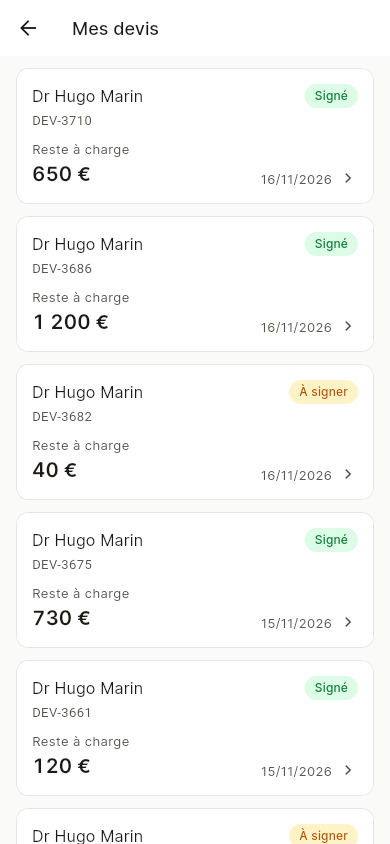 Mes devis
Dr Hugo Marin
Signé
DEV-3710
Reste à charge
650 €
16/11/2026
Dr Hugo Marin
Signé
DEV-3686
Reste à charge
1 200 €
16/11/2026
Dr Hugo Marin
À signer
DEV-3682
Reste à charge
40 €
16/11/2026
Dr Hugo Marin
Signé
DEV-3675
Reste à charge
730 €
15/11/2026
Dr Hugo Marin
Signé
DEV-3661
Reste à charge
120 €
15/11/2026
Dr Hugo Marin
À signer